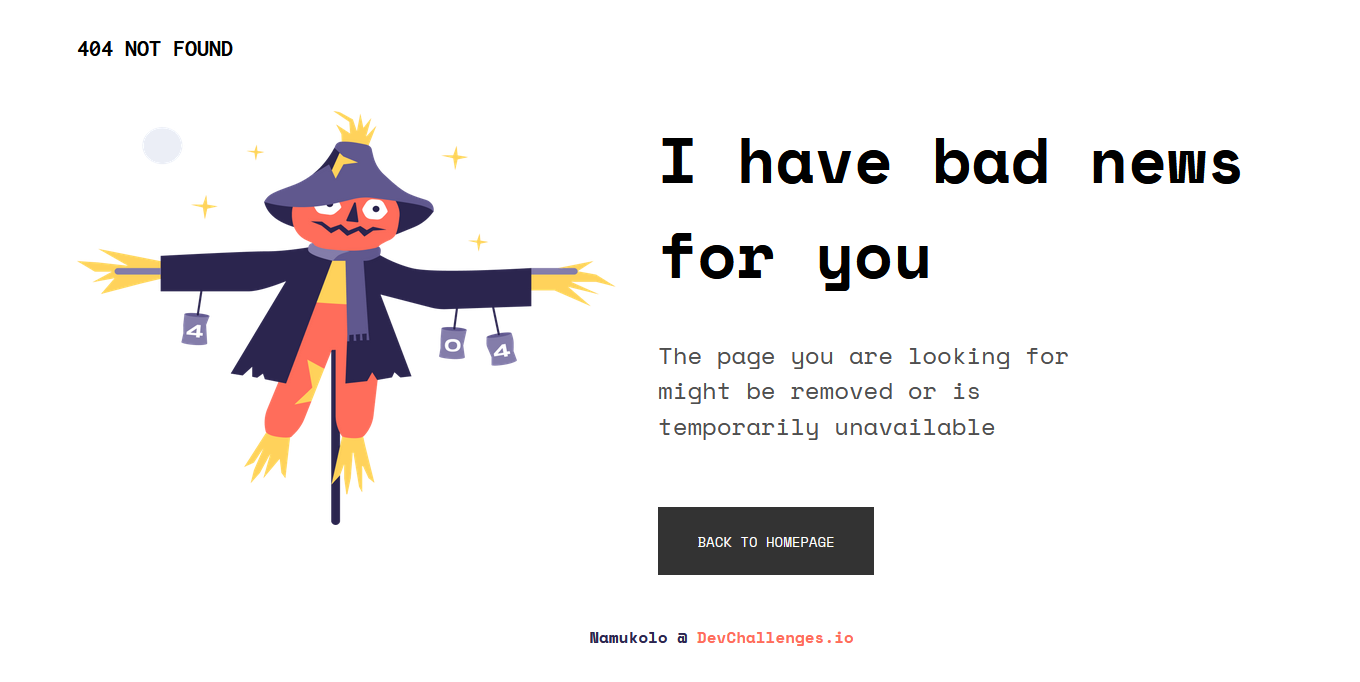 404 NOT FOUND
4
0
4
I have bad news
for you
The page you are looking for
might be removed or is
temporarily unavailable
BACK TO HOMEPAGE
Namukolo @ DevChallenges.io